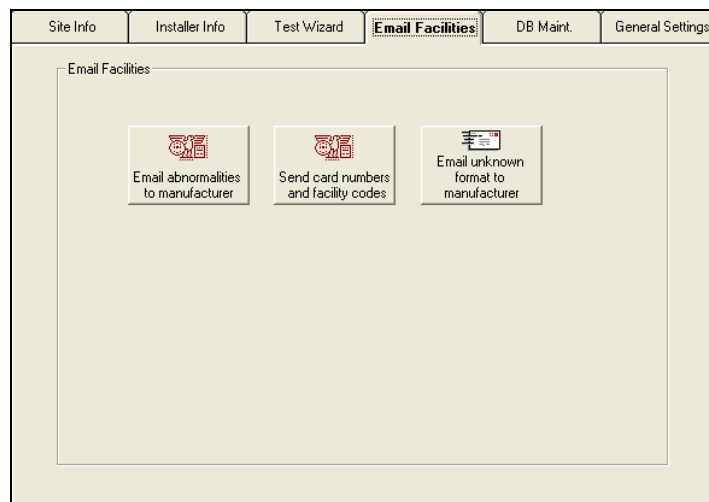 Site Info Installer Info Test Wizard Email Facilities DB Maint. General Settings
Email Facilities
Email abnormalities
to manufacturer
Send card numbers
and facility codes
Email unknown
format to
manufacturer